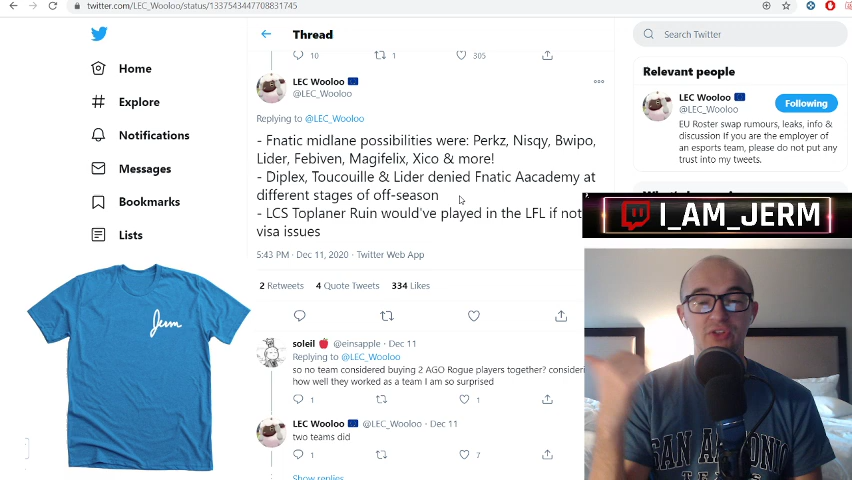 twitter.com/LEC_Wooloo/status/1337543447708831745
Thread
Search Twitter
10 1 305
Home
Explore
Notifications
Messages
Bookmarks
Lists
LEC Wooloo
@LEC_Wooloo
Replying to @LEC_Wooloo
- Fnatic midlane possibilities were: Perkz, Nisqy, Bwipo,
Lider, Febiven, Magifelix, Xico & more!
- Diplex, Toucouille & Lider denied Fnatic Aacademy at
different stages of off-season
- LCS Toplaner Ruin would've played in the LFL if not
visa issues
5:43 PM · Dec 11, 2020 · Twitter Web App
2 Retweets 4 Quote Tweets 334 Likes
soleil @einsapple · Dec 11
Replying to @LEC_Wooloo
so no team considered buying 2 AGO Rogue players together? consideri
how well they worked as a team I am so surprised
1 1
LEC Wooloo @LEC_Wooloo · Dec 11
two teams did
1 7
Show replies
Relevant people
LEC Wooloo
@LEC_Wooloo
Following
EU Roster swap rumours, leaks, info &
discussion If you are the employer of
an esports team, please do not put any
trust into my tweets.
I_AM_JERM
Jerm
SAN ANTONIO